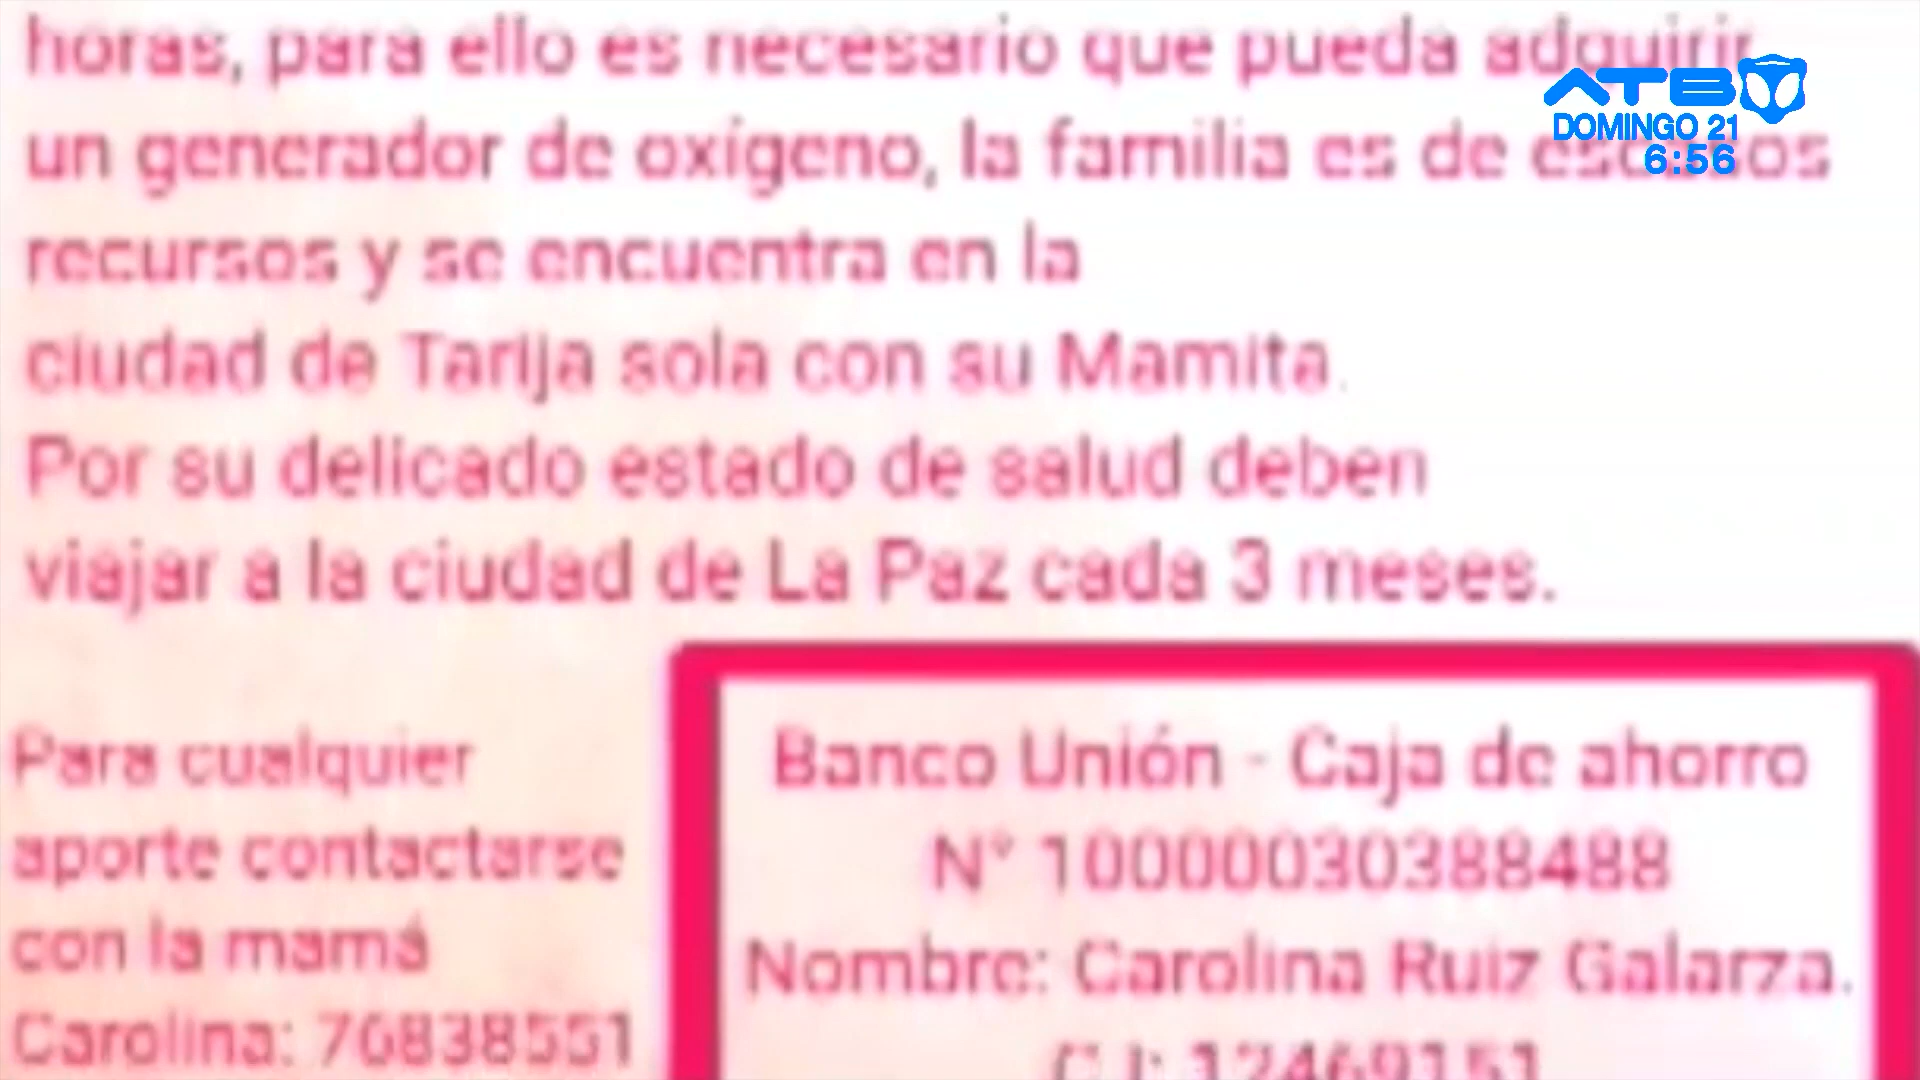 horas, para ello es necesario que pueda adquirir
un generador de oxígeno, la familia es de escasos
recursos y se encuentra en la
ciudad de Tarija sola con su Mamita.
Por su delicado estado de salud deben
viajar a la ciudad de La Paz cada 3 meses.
Para cualquier
aporte contactarse
con la mamá
Carolina: 76838551
Banco Unión - Caja de ahorro
N° 10000030388488
Nombre: Carolina Ruiz Galarza.
C.I: 12469151
ATB
DOMINGO 21
6:56